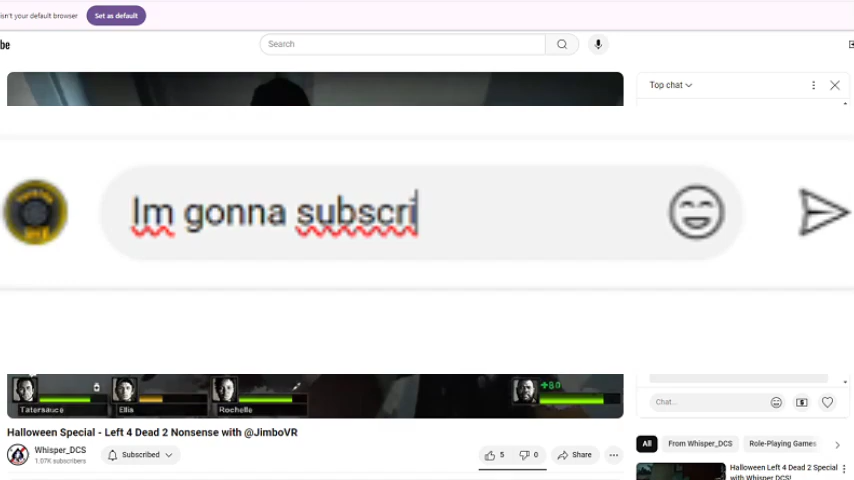 isn't your default browser
Set as default
be
Search
Top chat
Im gonna subscri
Tatersauce
Ellis
Rochelle
+80
Chat...
Halloween Special - Left 4 Dead 2 Nonsense with @JimboVR
Whisper_DCS
1.07K subscribers
Subscribed
5
0
Share
All
From Whisper_DCS
Role-Playing Games
Halloween Left 4 Dead 2 Special
with Whisper DCS!